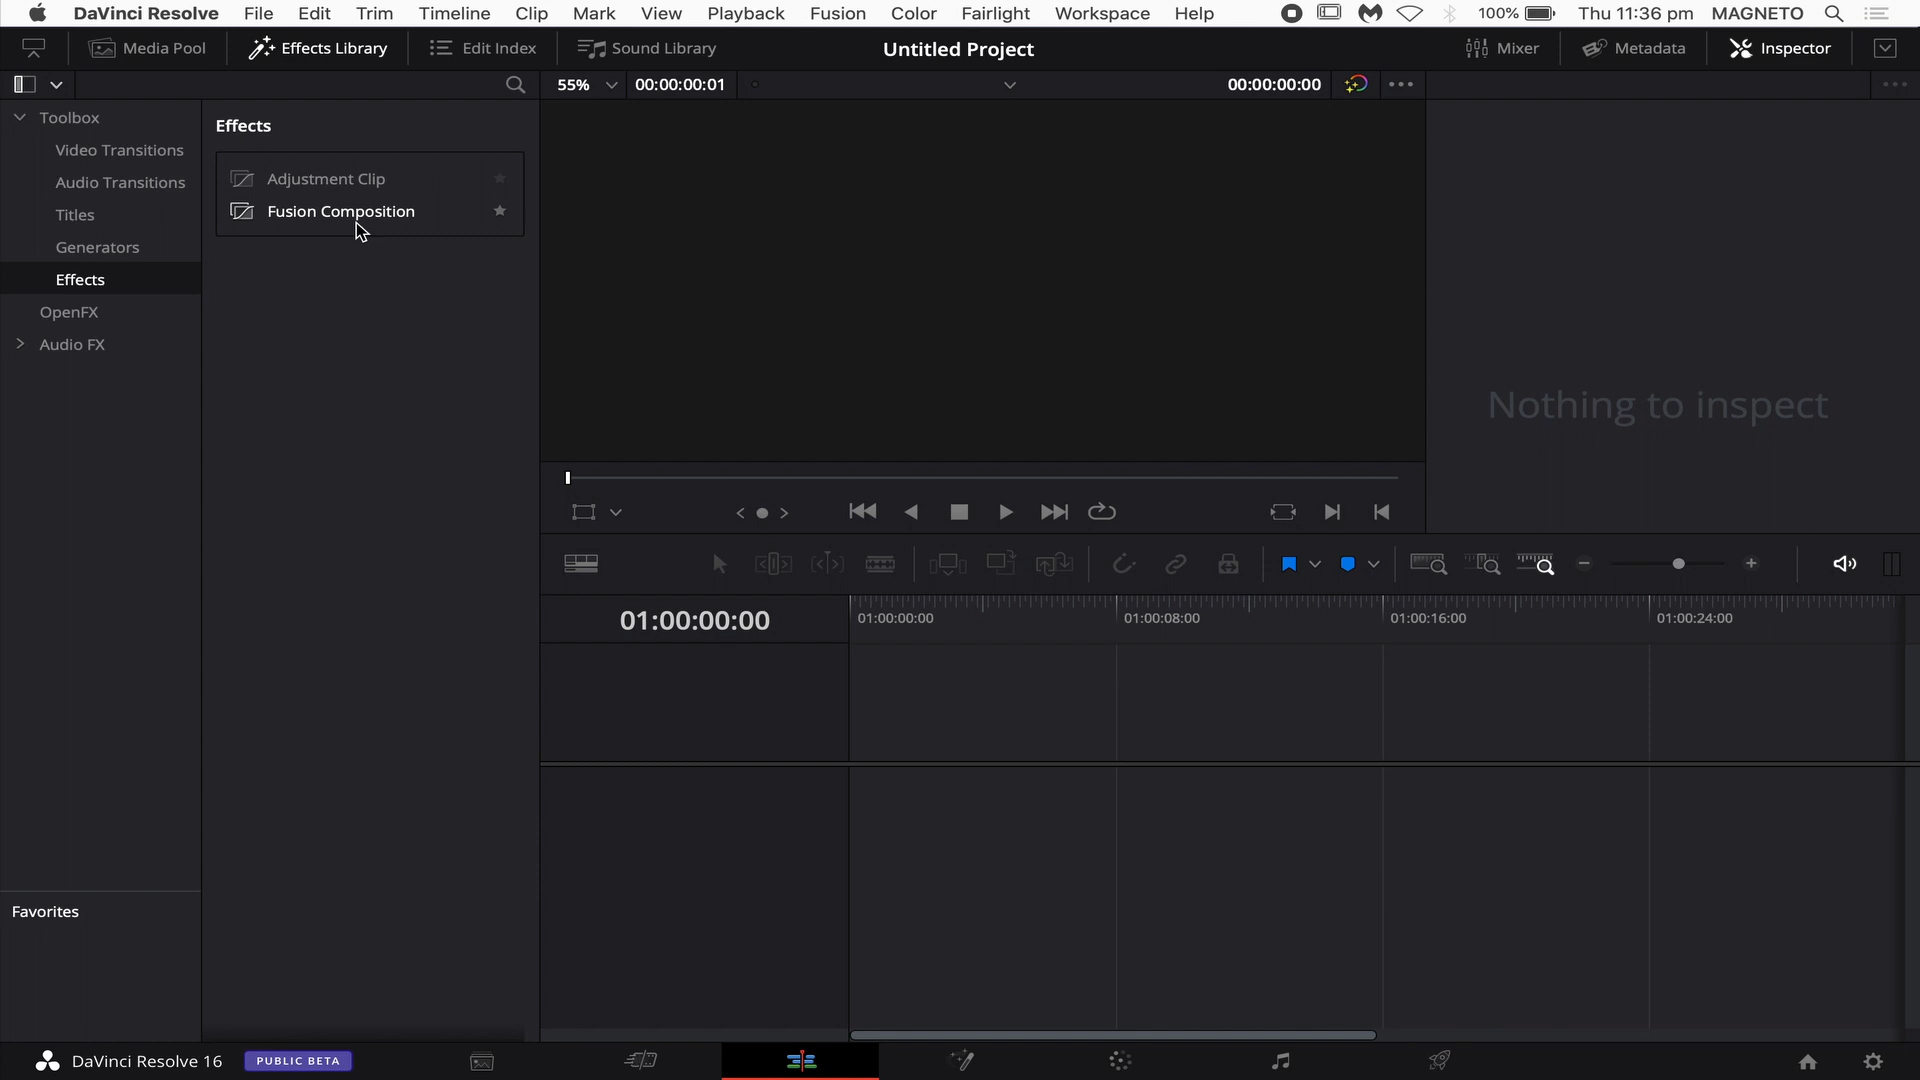 DaVinci Resolve File Edit Trim Timeline Clip Mark View Playback Fusion Color Fairlight Workspace Help 100% Thu 11:36 pm MAGNETO
Media Pool Effects Library Edit Index Sound Library Untitled Project Mixer Metadata Inspector
55% 00:00:00:01 00:00:00:00
Toolbox
Video Transitions
Audio Transitions
Titles
Generators
Effects
OpenFX
Audio FX
Favorites
Effects
Adjustment Clip
Fusion Composition
Nothing to inspect
01:00:00:00
01:00:00:00 01:00:08:00 01:00:16:00 01:00:24:00
DaVinci Resolve 16 PUBLIC BETA